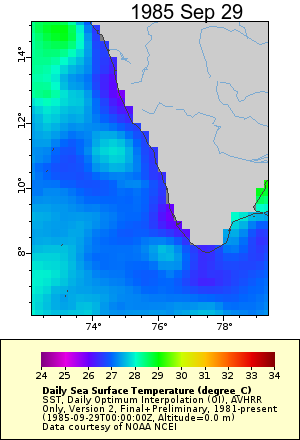 1985 Sep 29
14°
12°
10°
8°
74° 76° 78°
24 25 26 27 28 29 30 31 32 33 34
Daily Sea Surface Temperature (degree_C)
SST, Daily Optimum Interpolation (OI), AVHRR
Only, Version 2, Final+Preliminary, 1981-present
(1985-09-29T00:00:00Z, Altitude=0.0 m)
Data courtesy of NOAA NCEI